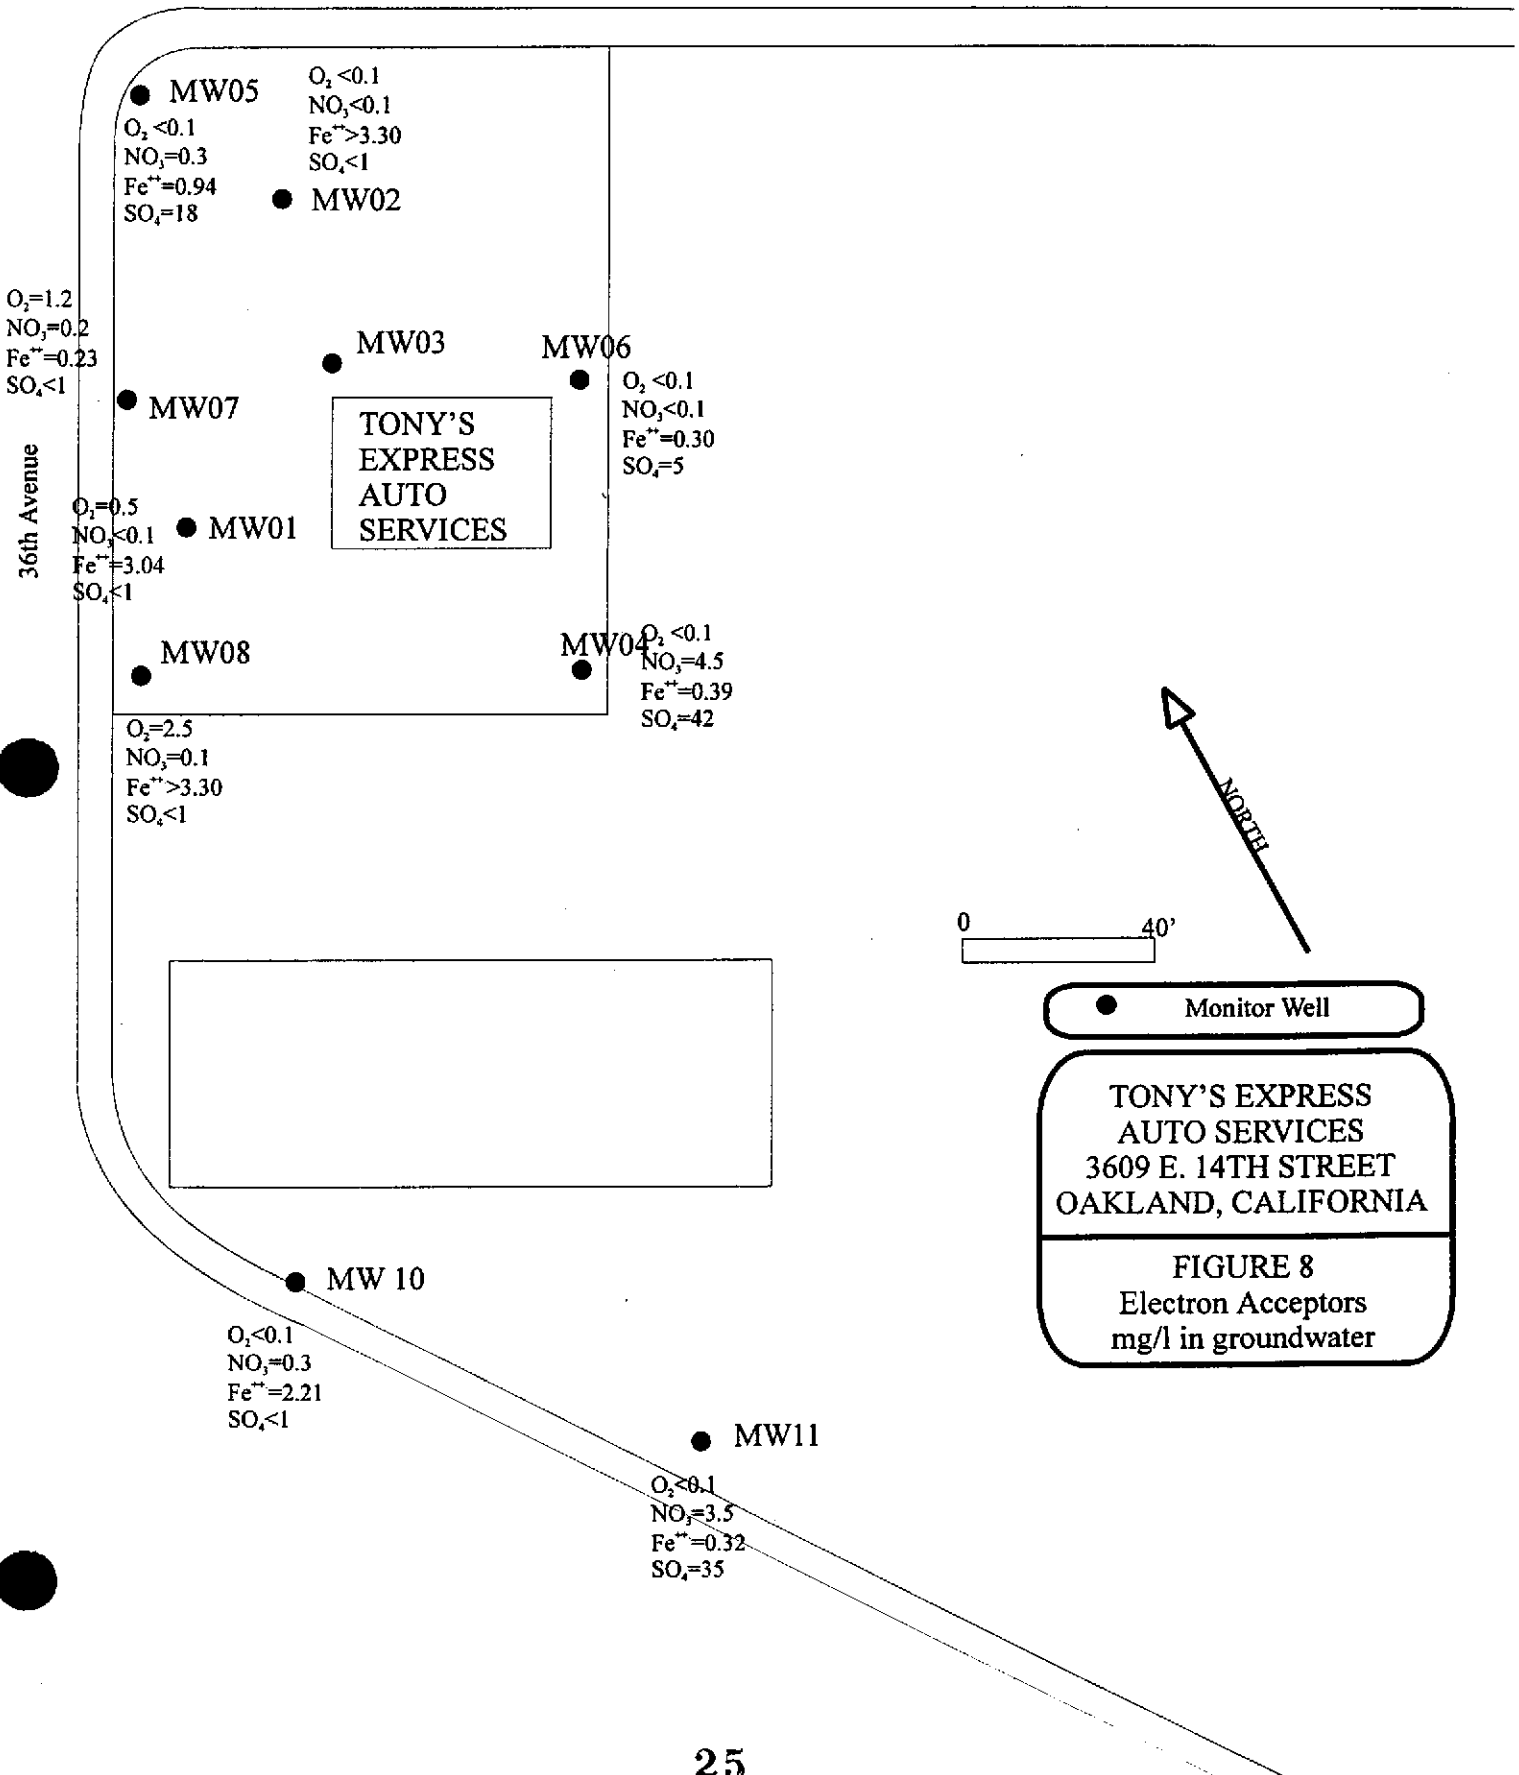 MW05
O₂ <0.1
NO₃=0.3
Fe⁺⁺=0.94
SO₄=18
O₂ <0.1
NO₃<0.1
Fe⁺⁺>3.30
SO₄<1
MW02
O₂=1.2
NO₃=0.2
Fe⁺⁺=0.23
SO₄<1
MW07
MW03
MW06
O₂ <0.1
NO₃<0.1
Fe⁺⁺=0.30
SO₄=5
TONY'S
EXPRESS
AUTO
SERVICES
36th Avenue
O₂=0.5
NO₃<0.1
Fe⁺⁺=3.04
SO₄<1
MW01
MW08
O₂=2.5
NO₃=0.1
Fe⁺⁺>3.30
SO₄<1
MW04
O₂ <0.1
NO₃=4.5
Fe⁺⁺=0.39
SO₄=42
NORTH
0 40'
Monitor Well
TONY'S EXPRESS
AUTO SERVICES
3609 E. 14TH STREET
OAKLAND, CALIFORNIA
FIGURE 8
Electron Acceptors
mg/l in groundwater
MW 10
O₂<0.1
NO₃=0.3
Fe⁺⁺=2.21
SO₄<1
MW11
O₂<0.1
NO₃=3.5
Fe⁺⁺=0.32
SO₄=35
25